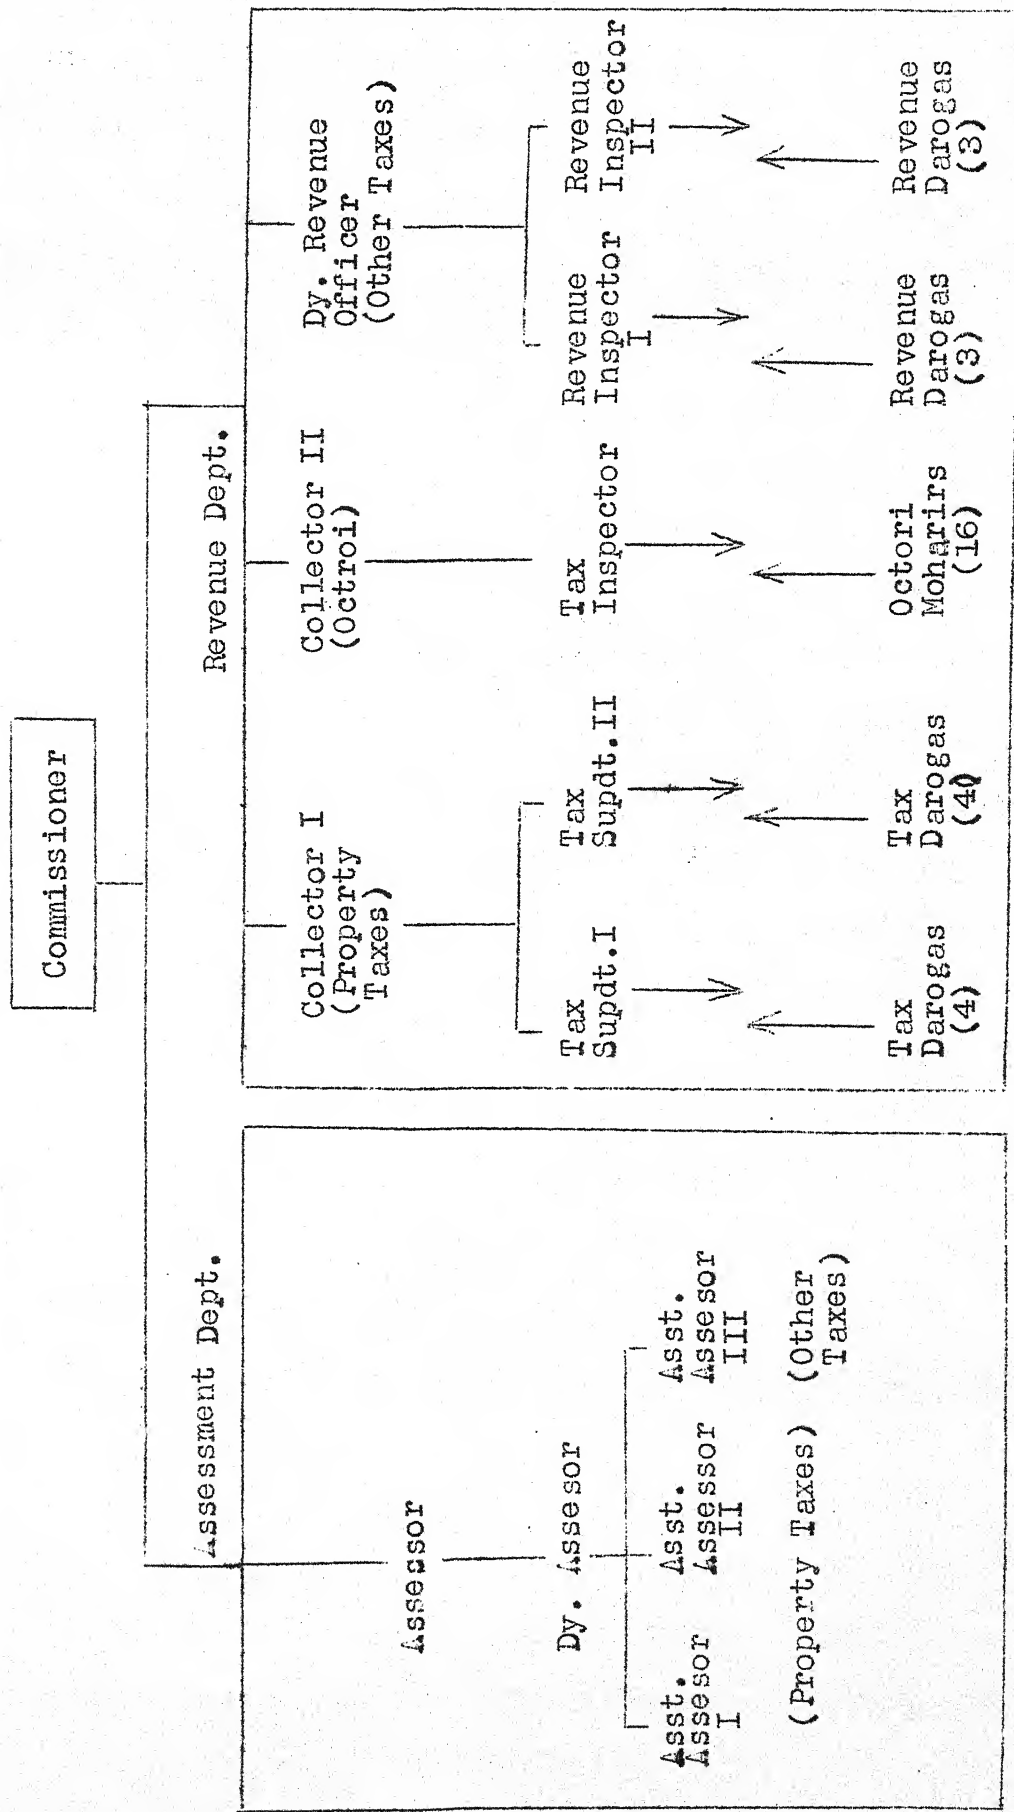 Commissioner
Assessment Dept.
Assessor
Dy. Assesor
Asst.
Assesor
I
Asst.
Assessor
II
Asst.
Assesor
III
(Property Taxes)
(Other
Taxes)
Revenue Dept.
Collector I
(Property
Taxes)
Collector II
(Octroi)
Dy. Revenue
Officer
(Other Taxes)
Tax
Supdt.I
Tax
Supdt.II
Tax
Inspector
Revenue
Inspector
I
Revenue
Inspector
II
Tax
Darogas
(4)
Tax
Darogas
(4)
Octori
Moharirs
(16)
Revenue
Darogas
(3)
Revenue
Darogas
(3)